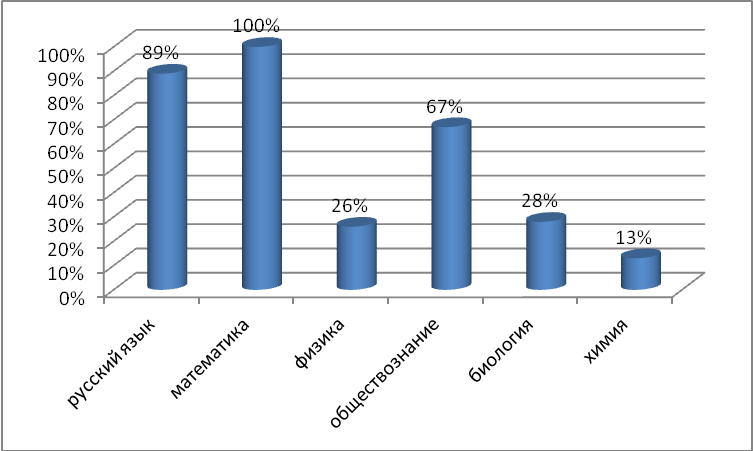 100%
89%
100%
90%
80%
67%
70%
60%
50%
40%
26%
28%
30%
13%
20%
10%
0%
русский язык
математика
физика
обществознание
биология
химия